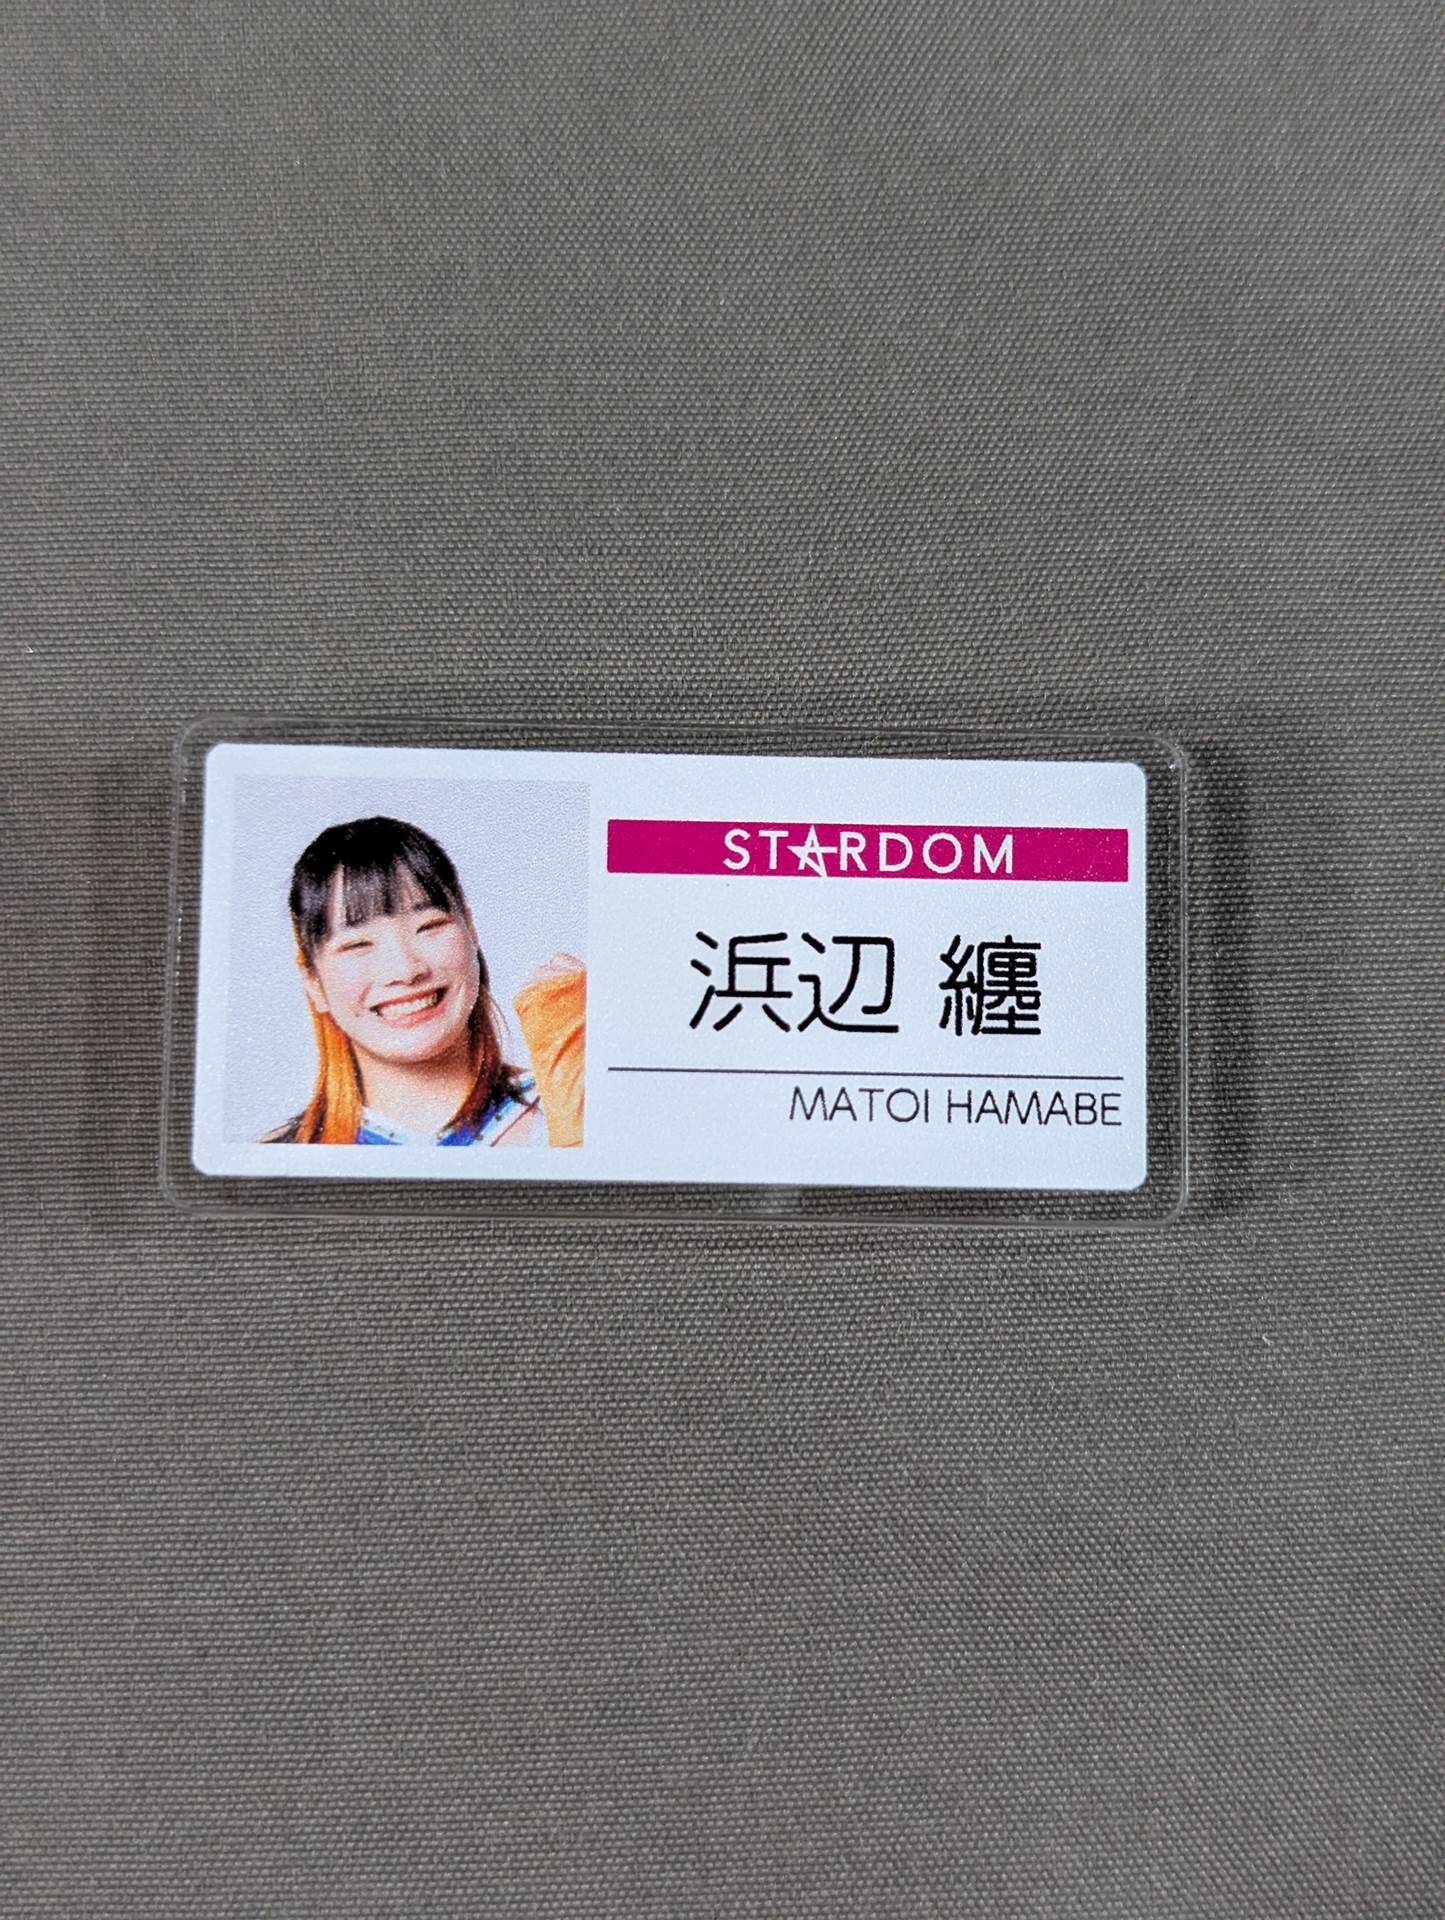 STARDOM
浜辺 纏
MATOI HAMABE